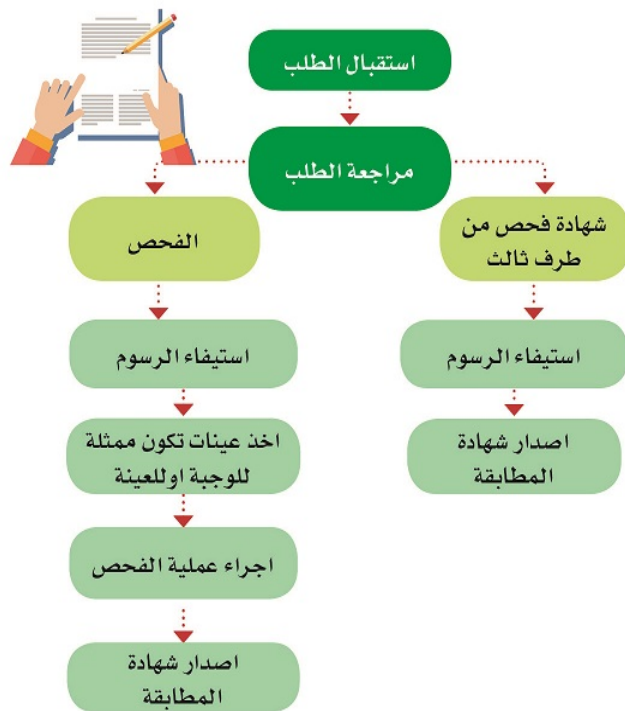 استقبال الطلب
مراجعة الطلب
شهادة فحص من
طرف ثالث
استيفاء الرسوم
اصدار شهادة
المطابقة
الفحص
استيفاء الرسوم
اخذ عينات تكون ممثلة
للوجبة اوللعينة
اجراء عملية الفحص
اصدار شهادة
المطابقة